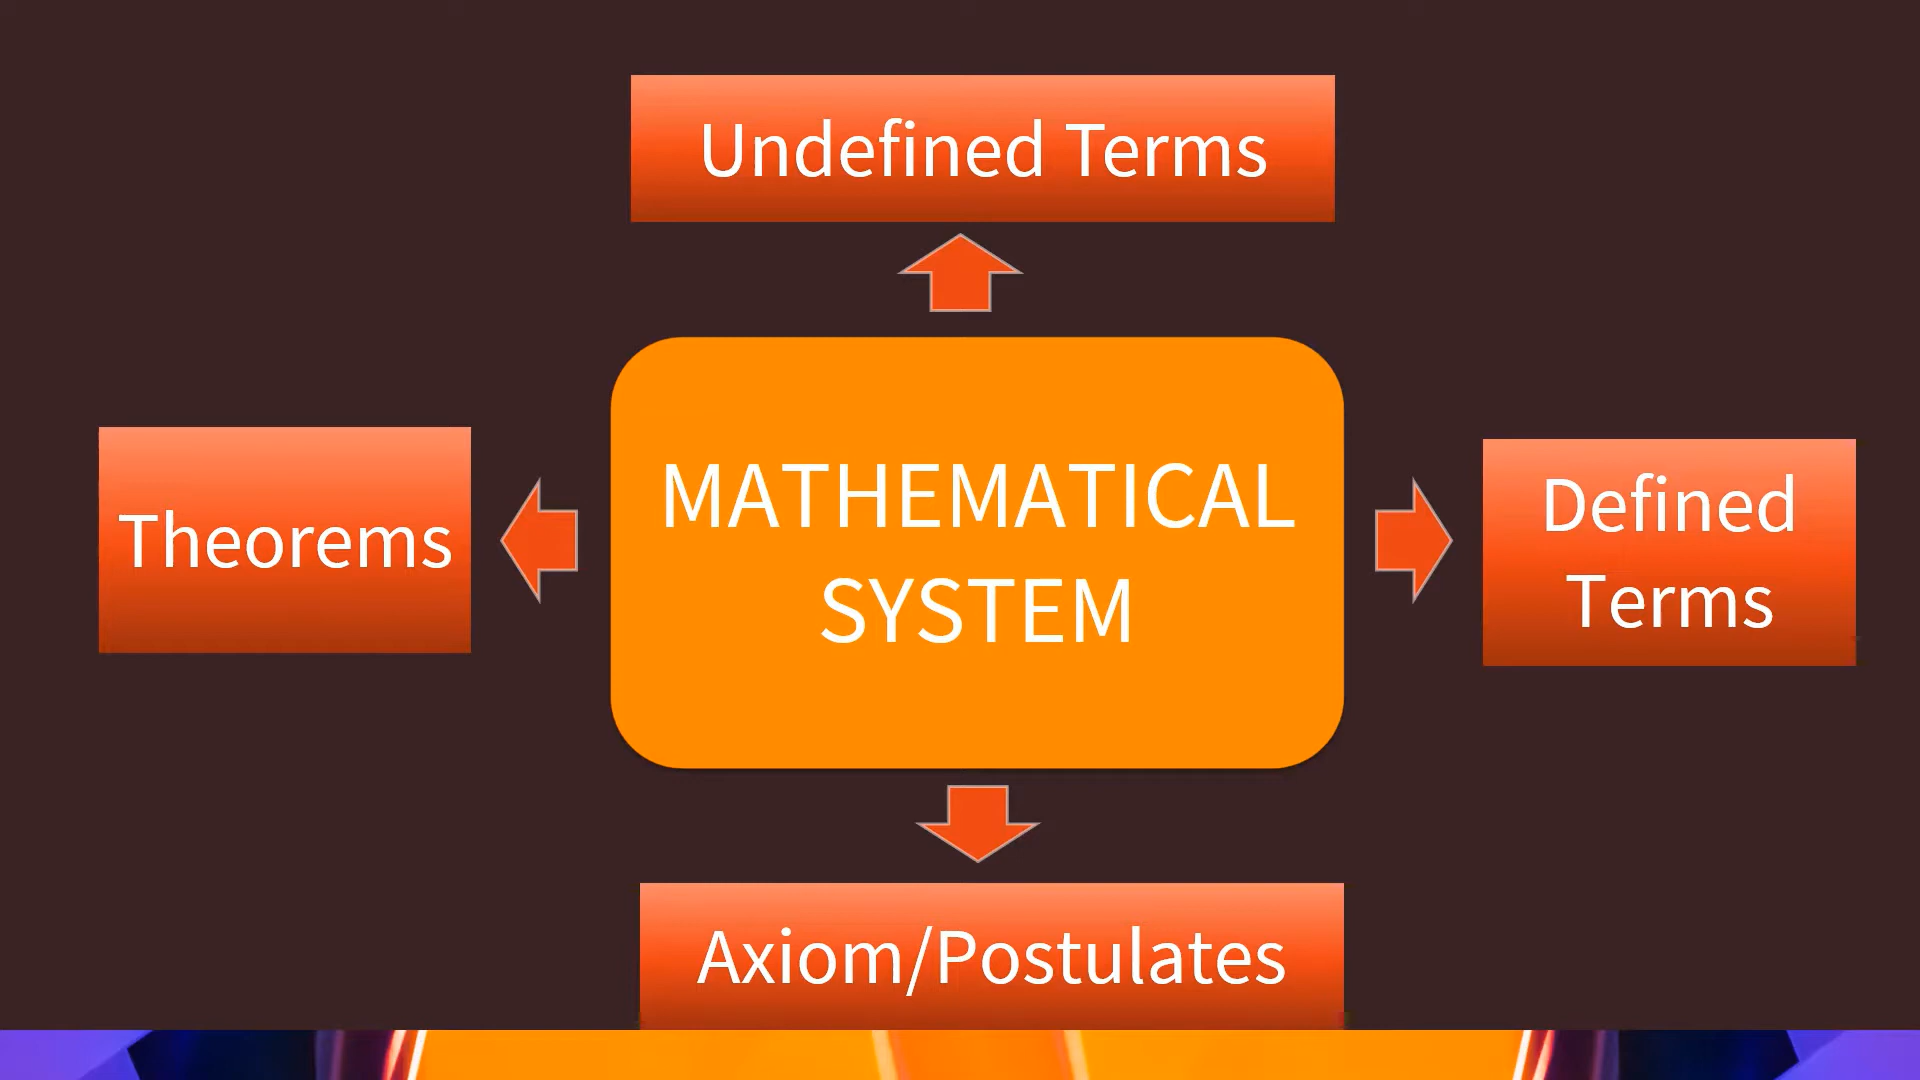 Undefined Terms
MATHEMATICAL
SYSTEM
Theorems
Defined
Terms
Axiom/Postulates